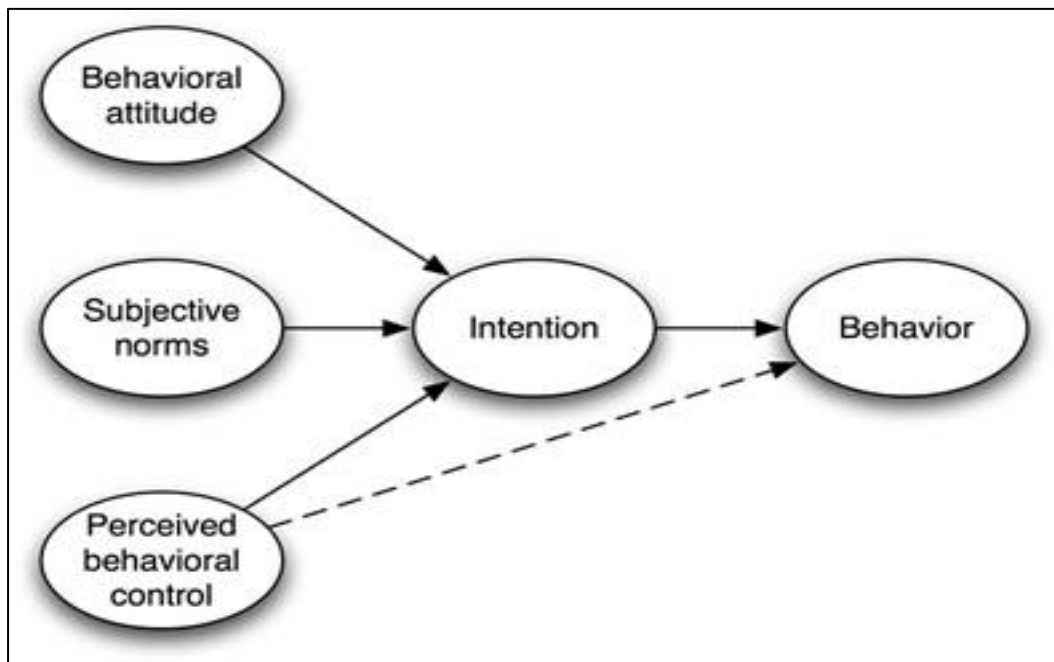 Behavioral
attitude
Subjective
norms
Intention
Behavior
Perceived
behavioral
control